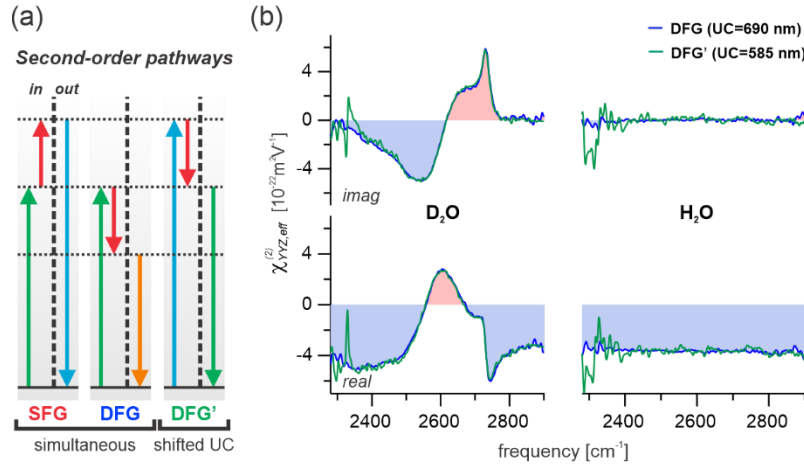 (a)
Second-order pathways
in out
SFG DFG DFG'
simultaneous shifted UC
(b)
DFG (UC=690 nm)
DFG' (UC=585 nm)
χ(2)YYZ,eff [10-22m2V-1]
4
0
-4
imag
D2O H2O
4
0
-4
real
2400 2600 2800 2400 2600 2800
frequency [cm-1]